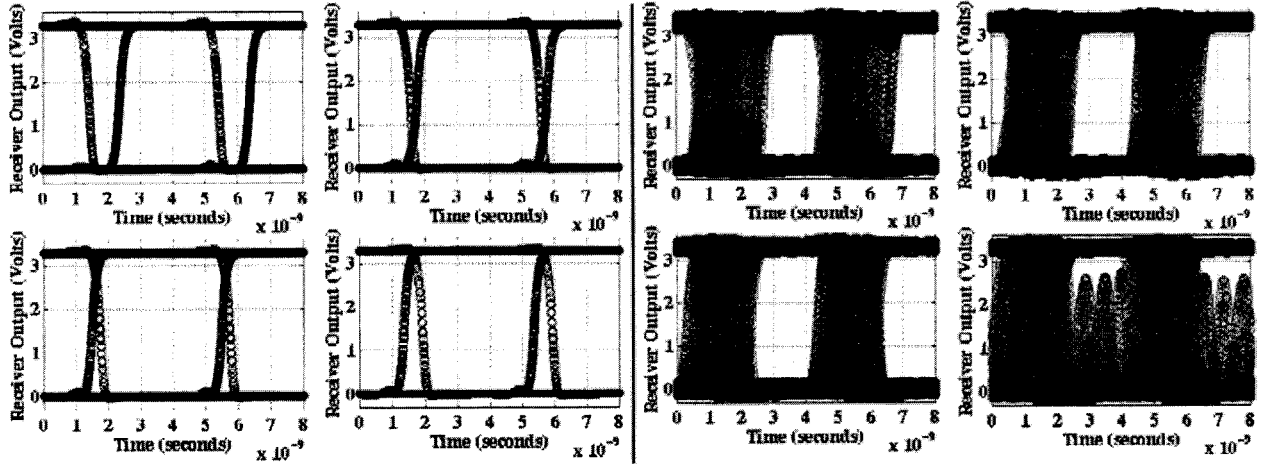 Receiver Output (Volts)
3
2
1
0
0 1 2 3 4 5 6 7 8
Time (seconds)
x 10⁻⁹
Receiver Output (Volts)
3
2
1
0
0 1 2 3 4 5 6 7 8
Time (seconds)
x 10⁻⁹
Receiver Output (Volts)
3
2
1
0
0 1 2 3 4 5 6 7 8
Time (seconds)
x 10⁻⁹
Receiver Output (Volts)
3
2
1
0
0 1 2 3 4 5 6 7 8
Time (seconds)
x 10⁻⁹
Receiver Output (Volts)
3
2
1
0
0 1 2 3 4 5 6 7 8
Time (seconds)
x 10⁻⁹
Receiver Output (Volts)
3
2
1
0
0 1 2 3 4 5 6 7 8
Time (seconds)
x 10⁻⁹
Receiver Output (Volts)
3
2
1
0
0 1 2 3 4 5 6 7 8
Time (seconds)
x 10⁻⁹
Receiver Output (Volts)
3
2
1
0
0 1 2 3 4 5 6 7 8
Time (seconds)
x 10⁻⁹